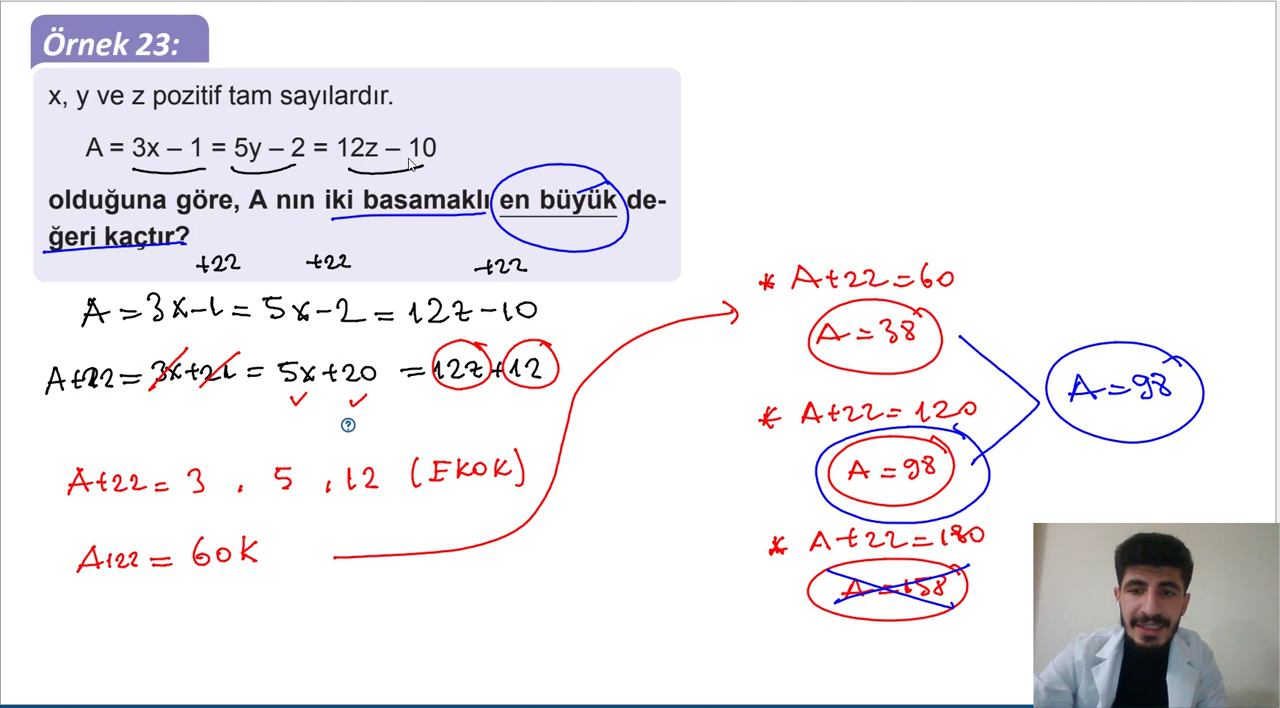 Örnek 23:
x, y ve z pozitif tam sayılardır.
A = 3x – 1 = 5y – 2 = 12z – 10
olduğuna göre, A nın iki basamaklı en büyük de-
ğeri kaçtır?
+22 +22 +22
A = 3x-1 = 5x-2 = 12z-10
A+22 = 3x+21 = 5x+20 = 12z+12
?
A+22 = 3 , 5 , 12 (EKOK)
A+22 = 60K
* A+22=60
A=38
* A+22=120
A=98
* A+22=180
A=158
A=98